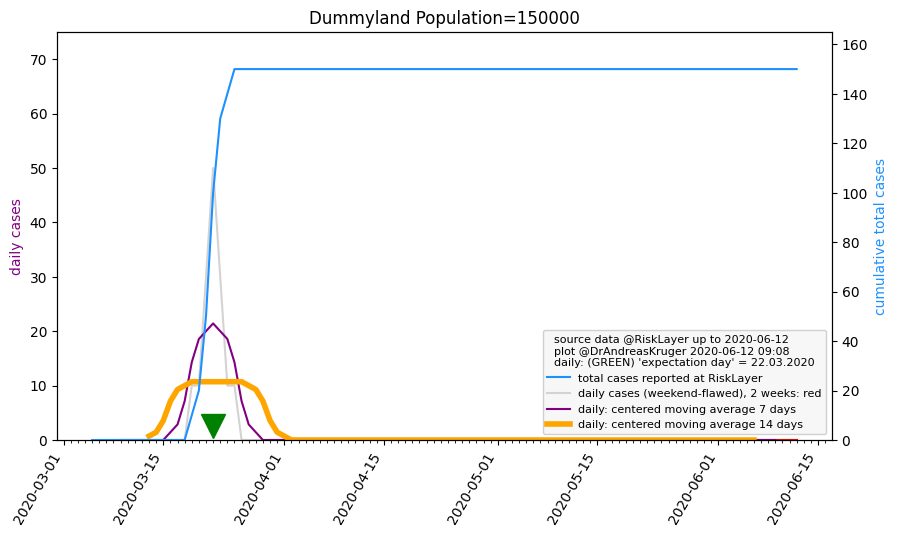 Dummyland Population=150000
70
60
50
40
30
20
10
0
daily cases
160
140
120
100
80
60
40
20
0
cumulative total cases
source data @RiskLayer up to 2020-06-12
plot @DrAndreasKruger 2020-06-12 09:08
daily: (GREEN) 'expectation day' = 22.03.2020
total cases reported at RiskLayer
daily cases (weekend-flawed), 2 weeks: red
daily: centered moving average 7 days
daily: centered moving average 14 days
2020-03-01
2020-03-15
2020-04-01
2020-04-15
2020-05-01
2020-05-15
2020-06-01
2020-06-15